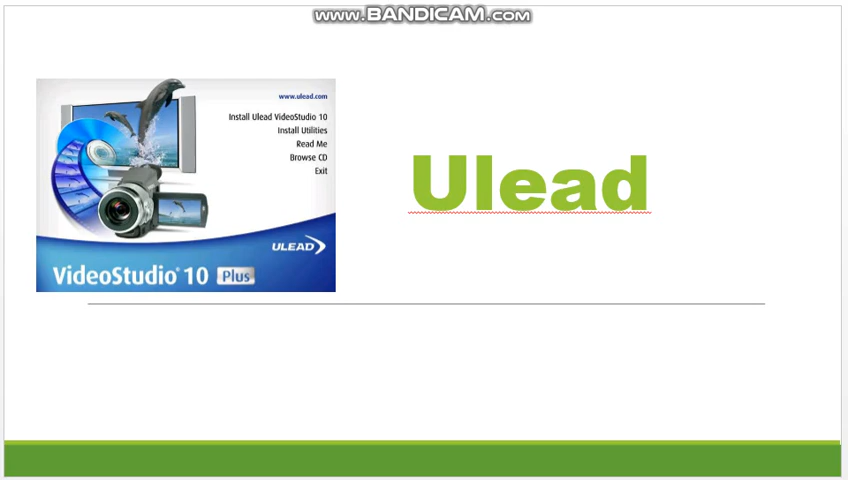 www.BANDICAM.com
www.ulead.com
Install Ulead VideoStudio 10
Install Utilities
Read Me
Browse CD
Exit
ULEAD
VideoStudio® 10 Plus
Ulead